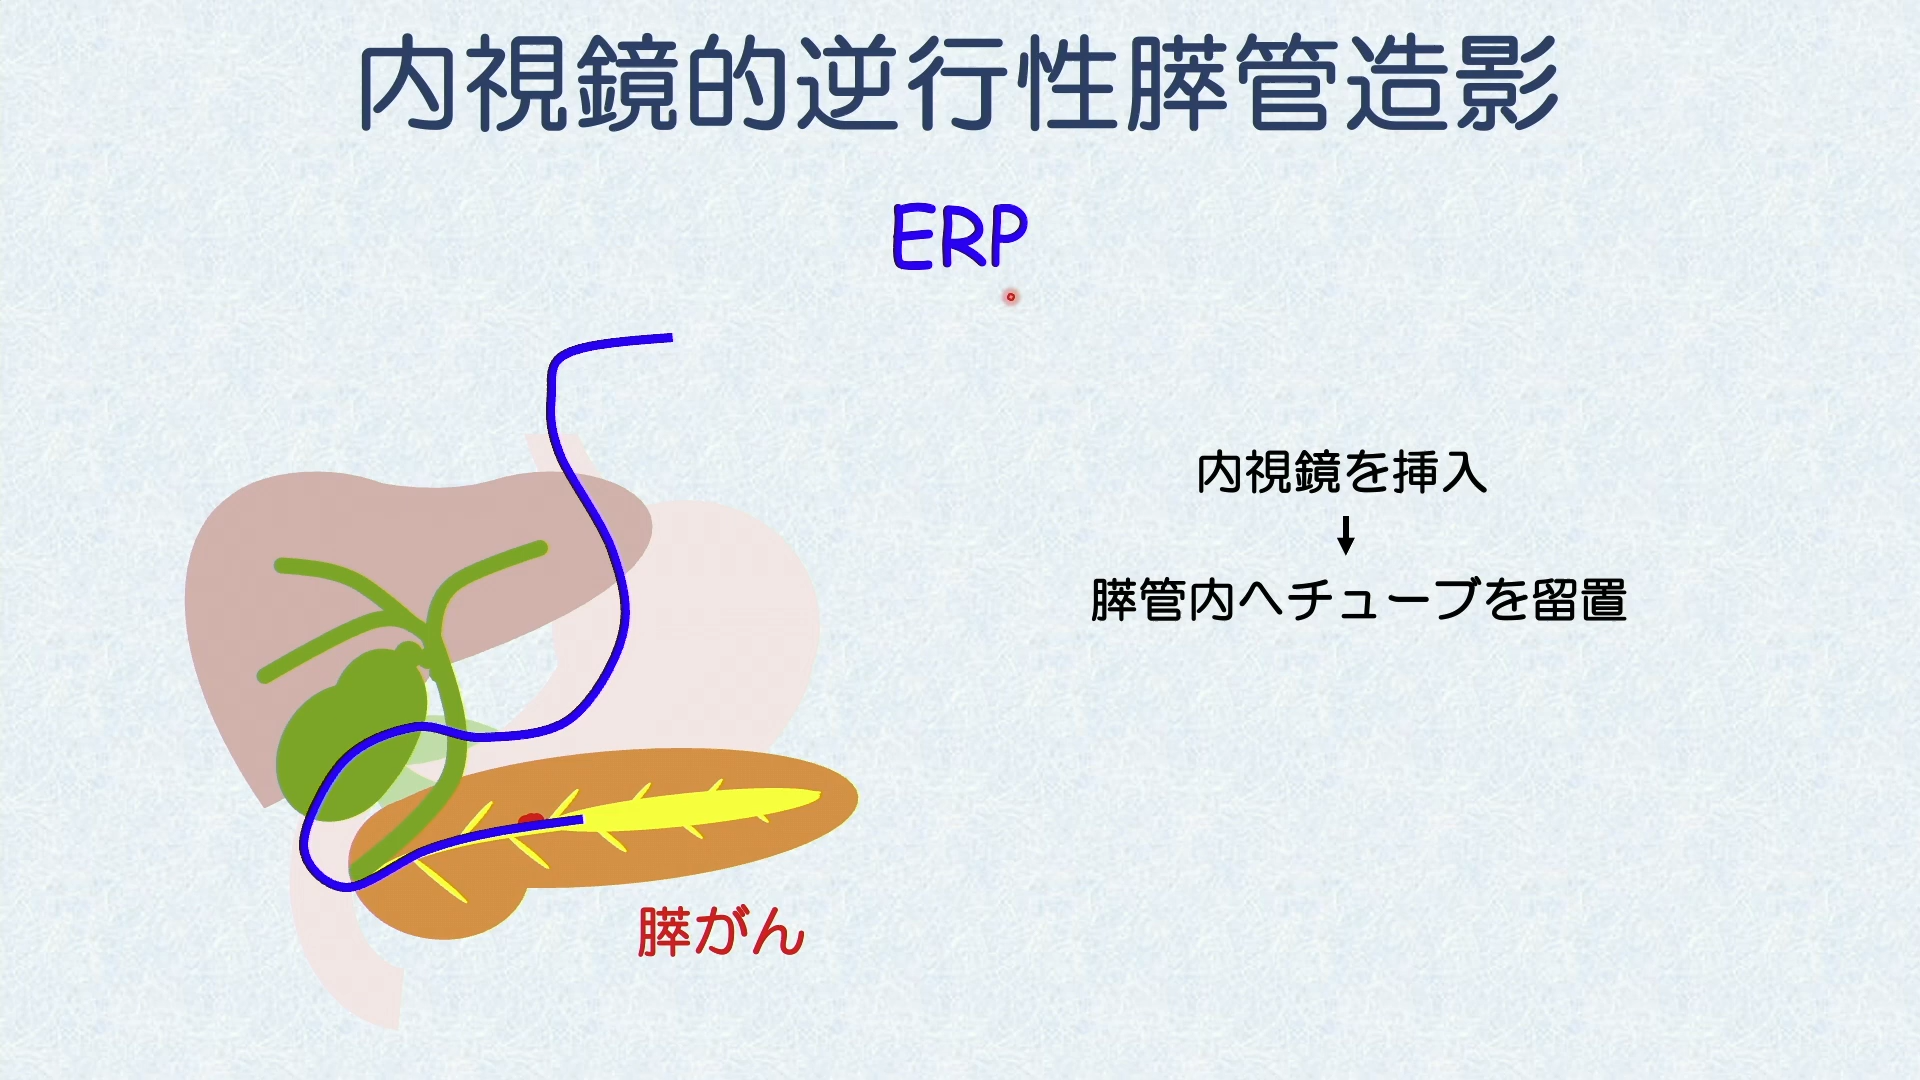 内視鏡的逆行性膵管造影
ERP
内視鏡を挿入
↓
膵管内へチューブを留置
膵がん